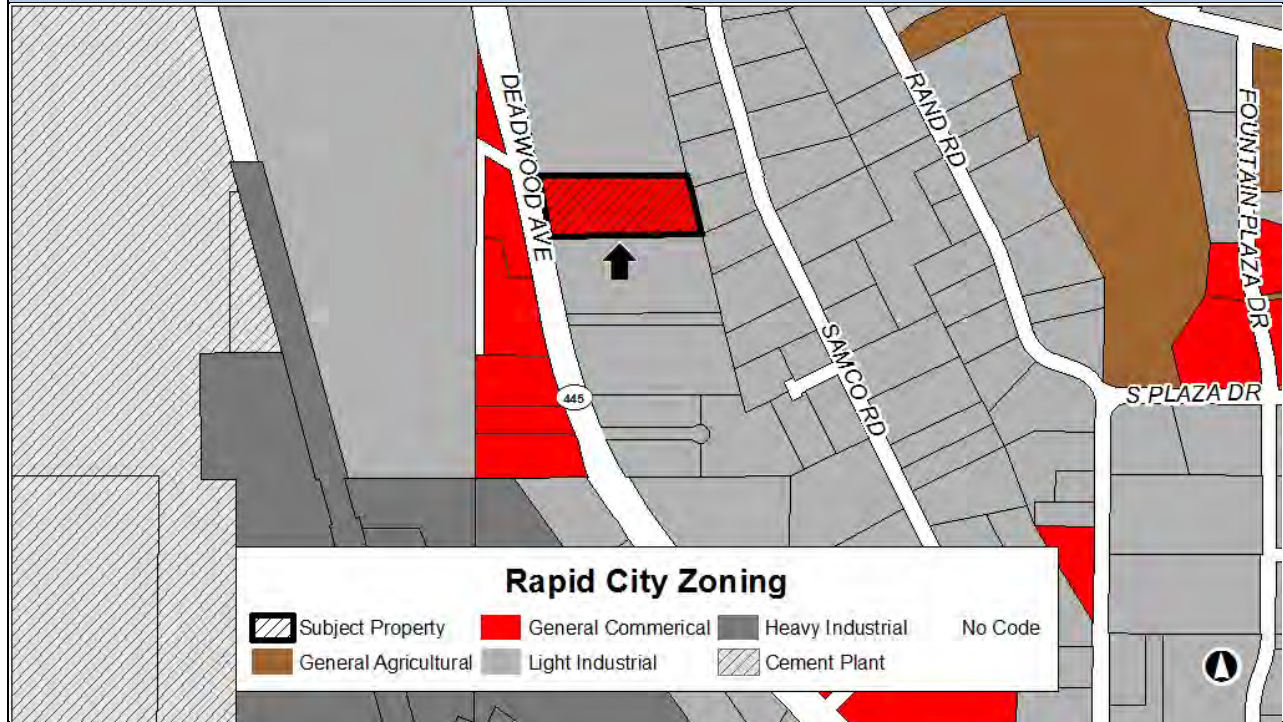 DEADWOOD AVE
RAND RD
FOUNTAIN PLAZA DR
SAMCO RD
S PLAZA DR
445
Rapid City Zoning
Subject Property
General Commerical
Heavy Industrial
No Code
General Agricultural
Light Industrial
Cement Plant